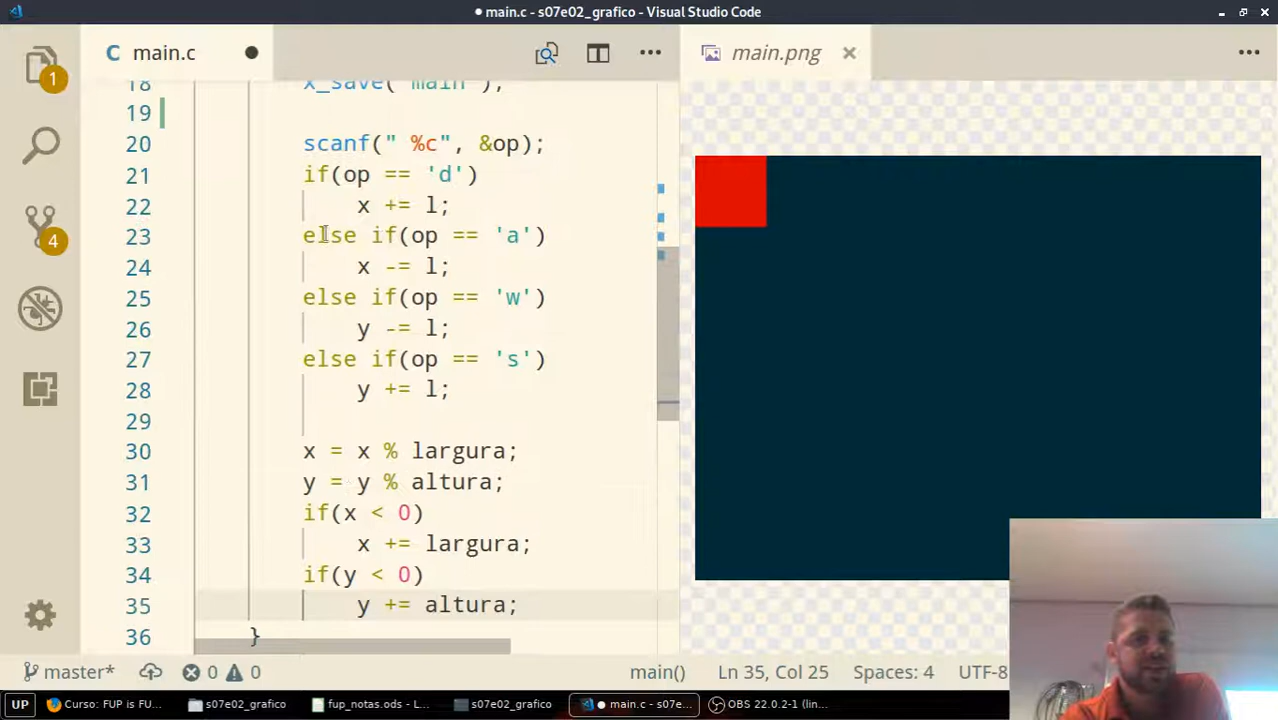 ● main.c - s07e02_grafico - Visual Studio Code
C main.c ●
main.png
18 x_save("main");
19
20 scanf(" %c", &op);
21 if(op == 'd')
22 x += l;
23 else if(op == 'a')
24 x -= l;
25 else if(op == 'w')
26 y -= l;
27 else if(op == 's')
28 y += l;
29
30 x = x % largura;
31 y = y % altura;
32 if(x < 0)
33 x += largura;
34 if(y < 0)
35 y += altura;
36 }
1
4
master* 0 0 main() Ln 35, Col 25 Spaces: 4 UTF-8
UP Curso: FUP is FU... s07e02_grafico fup_notas.ods - L... s07e02_grafico ● main.c - s07e... OBS 22.0.2-1 (lin...